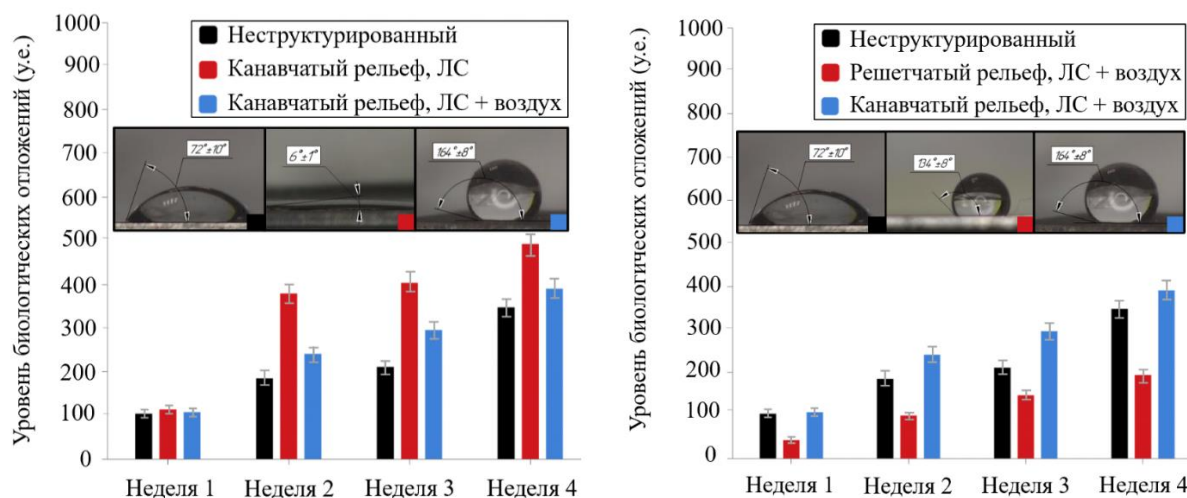 Уровень биологических отложений (у.е.)
1000
900
800
700
600
500
400
300
200
100
0
Неструктурированный
Канавчатый рельеф, ЛС
Канавчатый рельеф, ЛС + воздух
72°±10°
6°±1°
164°±8°
Неделя 1
Неделя 2
Неделя 3
Неделя 4
Уровень биологических отложений (у.е.)
1000
900
800
700
600
500
400
300
200
100
0
Неструктурированный
Решетчатый рельеф, ЛС + воздух
Канавчатый рельеф, ЛС + воздух
72°±10°
134°±8°
164°±8°
Неделя 1
Неделя 2
Неделя 3
Неделя 4